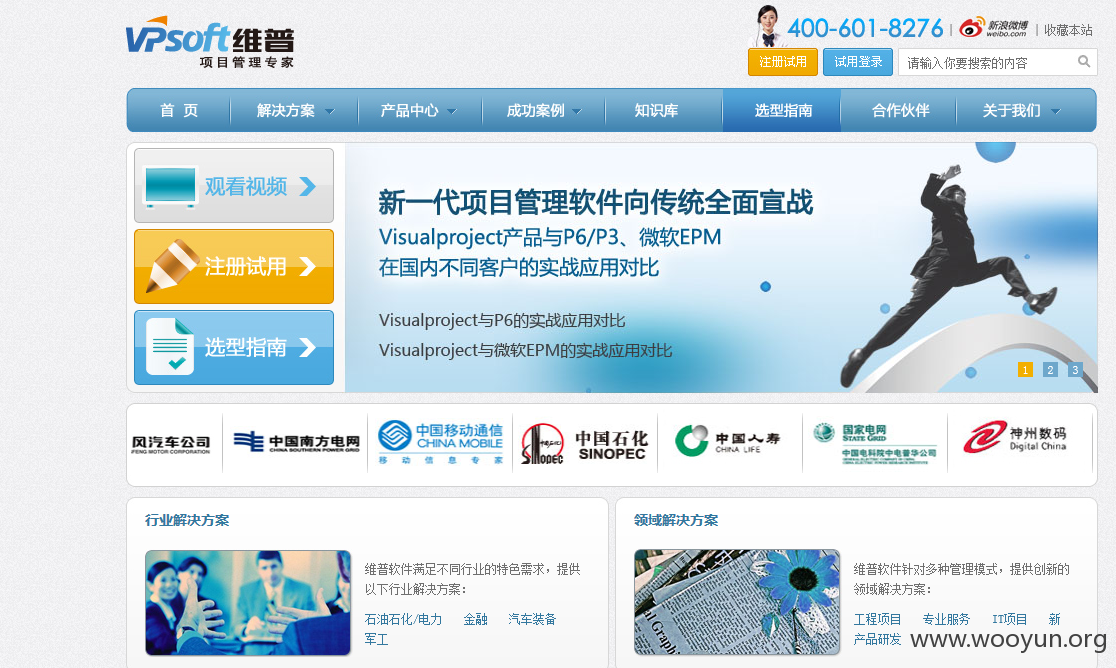 VPsoft维普
项目管理专家
400-601-8276
新浪微博
weibo.com
收藏本站
注册试用
试用登录
请输入你要搜索的内容
首 页
解决方案
产品中心
成功案例
知识库
选型指南
合作伙伴
关于我们
观看视频
注册试用
选型指南
新一代项目管理软件向传统全面宣战
Visualproject产品与P6/P3、微软EPM
在国内不同客户的实战应用对比
Visualproject与P6的实战应用对比
Visualproject与微软EPM的实战应用对比
1 2 3
风汽车公司
FENG MOTOR CORPORATION
中国南方电网
CHINA SOUTHERN POWER GRID
中国移动通信
CHINA MOBILE
移动信息专家
SINOPEC
中国石化
SINOPEC
中国人寿
CHINA LIFE
国家电网
STATE GRID
中国电科院中电普华公司
神州数码
Digital China
行业解决方案
维普软件满足不同行业的特色需求，提供
以下行业解决方案：
石油石化/电力 金融 汽车装备
军工
领域解决方案
维普软件针对多种管理模式，提供创新的
领域解决方案：
工程项目 专业服务 IT项目 新
产品研发
www.wooyun.org